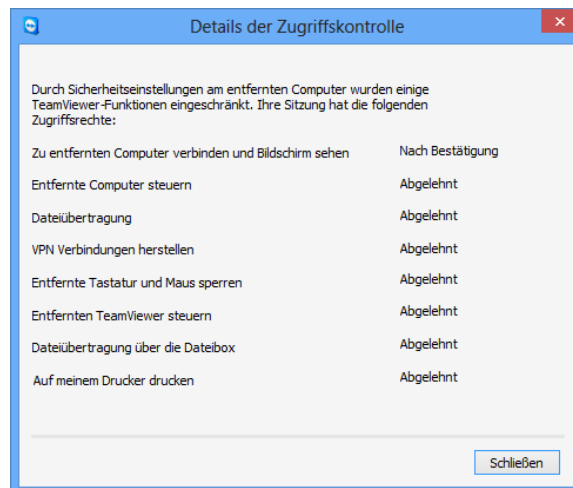 Details der Zugriffskontrolle
Durch Sicherheitseinstellungen am entfernten Computer wurden einige
TeamViewer-Funktionen eingeschränkt. Ihre Sitzung hat die folgenden
Zugriffsrechte:
Zu entfernten Computer verbinden und Bildschirm sehen Nach Bestätigung
Entfernte Computer steuern Abgelehnt
Dateiübertragung Abgelehnt
VPN Verbindungen herstellen Abgelehnt
Entfernte Tastatur und Maus sperren Abgelehnt
Entfernten TeamViewer steuern Abgelehnt
Dateiübertragung über die Dateibox Abgelehnt
Auf meinem Drucker drucken Abgelehnt
Schließen